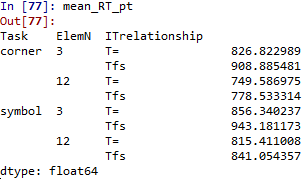 In [77]: mean_RT_pt
Out[77]:
Task    ElemN  ITrelationship
corner  3      T=                826.822989
               Tfs               908.885481
        12     T=                749.586975
               Tfs               778.533314
symbol  3      T=                856.340237
               Tfs               943.181173
        12     T=                815.411008
               Tfs               841.054357
dtype: float64